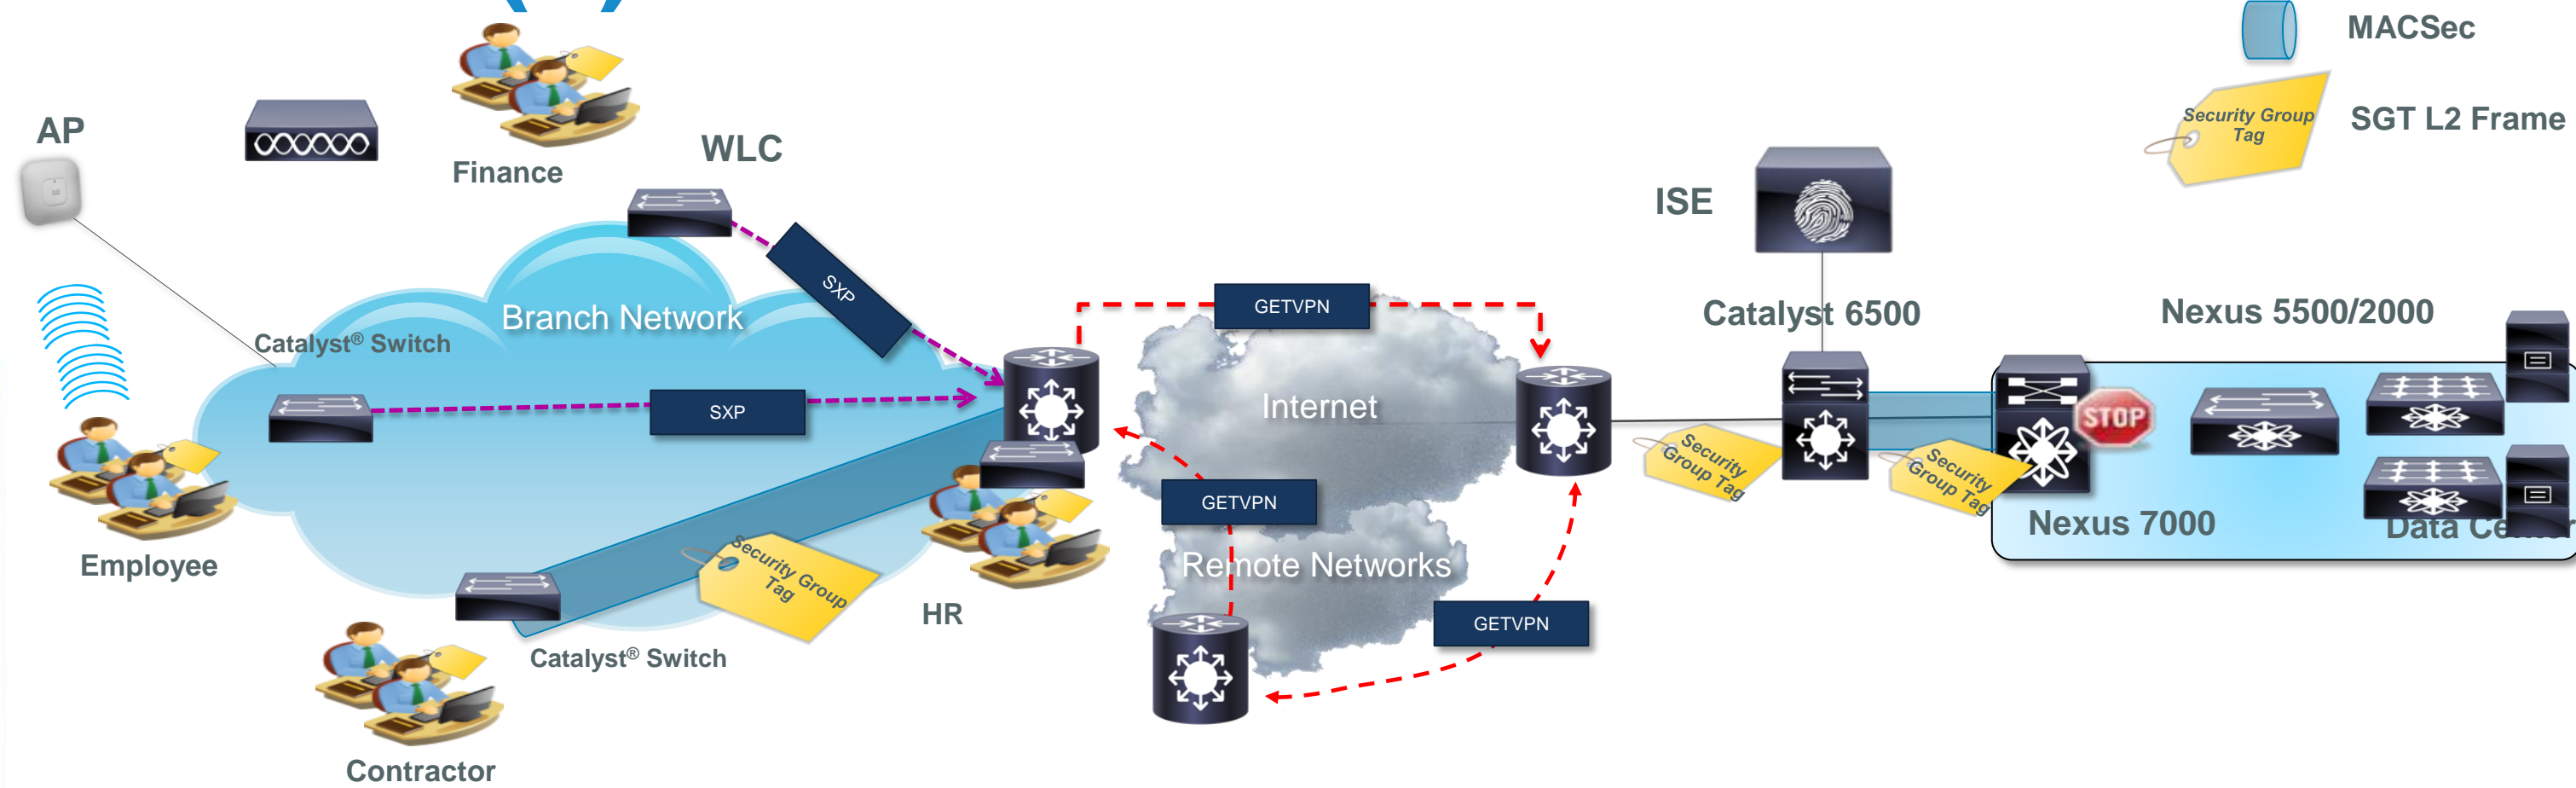 MACSec
Security Group
Tag
SGT L2 Frame
AP
Finance
WLC
ISE
SXP
Branch Network
Catalyst® Switch
SXP
GETVPN
Internet
Catalyst 6500
Nexus 5500/2000
STOP
Security
Group Tag
Security
Group Tag
Nexus 7000
Data Center
GETVPN
Remote Networks
GETVPN
Employee
Security Group
Tag
HR
Catalyst® Switch
Contractor